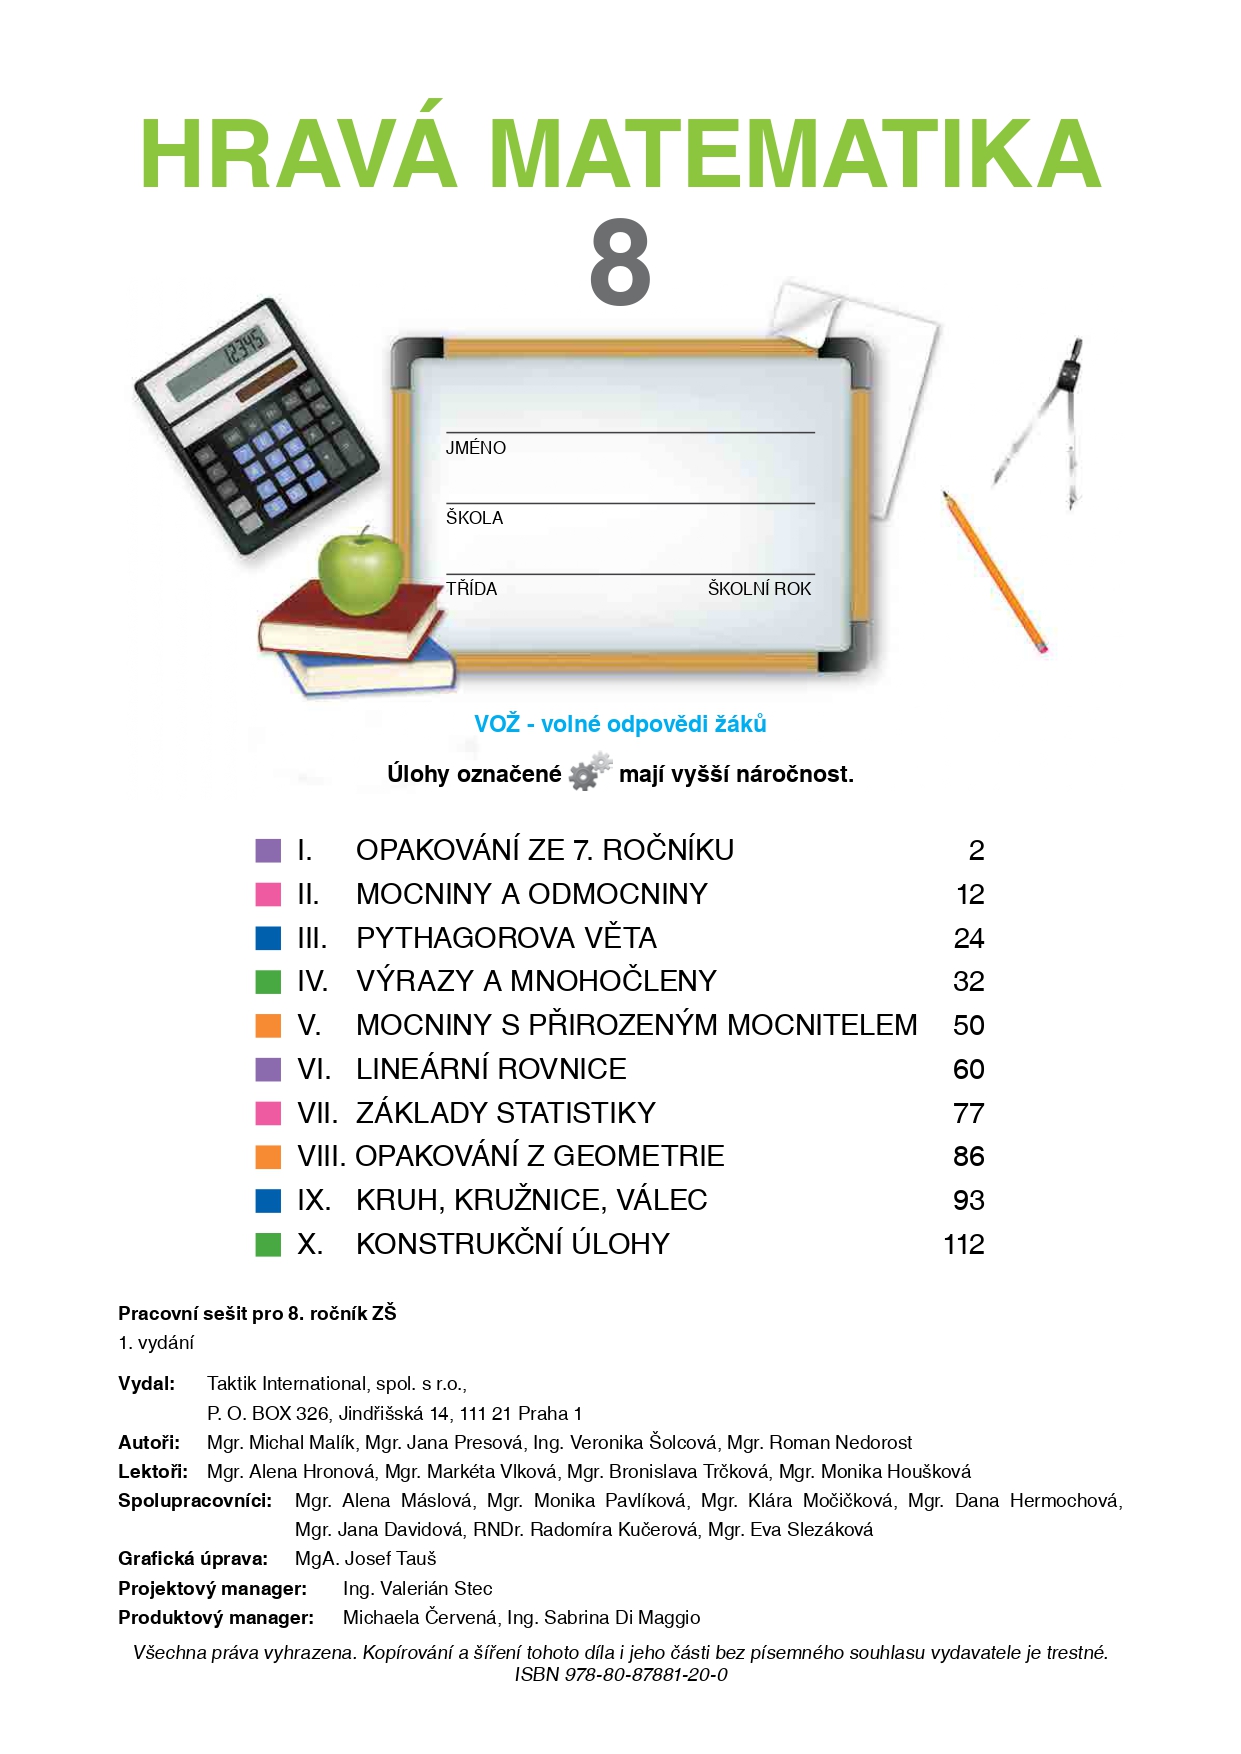 HRAVÁ MATEMATIKA
8
12345
JMÉNO
ŠKOLA
TŘÍDA ŠKOLNÍ ROK
VOŽ - volné odpovědi žáků
Úlohy označené mají vyšší náročnost.
I. OPAKOVÁNÍ ZE 7. ROČNÍKU 2
II. MOCNINY A ODMOCNINY 12
III. PYTHAGOROVA VĚTA 24
IV. VÝRAZY A MNOHOČLENY 32
V. MOCNINY S PŘIROZENÝM MOCNITELEM 50
VI. LINEÁRNÍ ROVNICE 60
VII. ZÁKLADY STATISTIKY 77
VIII. OPAKOVÁNÍ Z GEOMETRIE 86
IX. KRUH, KRUŽNICE, VÁLEC 93
X. KONSTRUKČNÍ ÚLOHY 112
Pracovní sešit pro 8. ročník ZŠ
1. vydání
Vydal: Taktik International, spol. s r.o.,
P. O. BOX 326, Jindřišská 14, 111 21 Praha 1
Autoři: Mgr. Michal Malík, Mgr. Jana Presová, Ing. Veronika Šolcová, Mgr. Roman Nedorost
Lektoři: Mgr. Alena Hronová, Mgr. Markéta Vlková, Mgr. Bronislava Trčková, Mgr. Monika Houšková
Spolupracovníci: Mgr. Alena Máslová, Mgr. Monika Pavlíková, Mgr. Klára Močičková, Mgr. Dana Hermochová,
Mgr. Jana Davidová, RNDr. Radomíra Kučerová, Mgr. Eva Slezáková
Grafická úprava: MgA. Josef Tauš
Projektový manager: Ing. Valerián Stec
Produktový manager: Michaela Červená, Ing. Sabrina Di Maggio
Všechna práva vyhrazena. Kopírování a šíření tohoto díla i jeho části bez písemného souhlasu vydavatele je trestné.
ISBN 978-80-87881-20-0